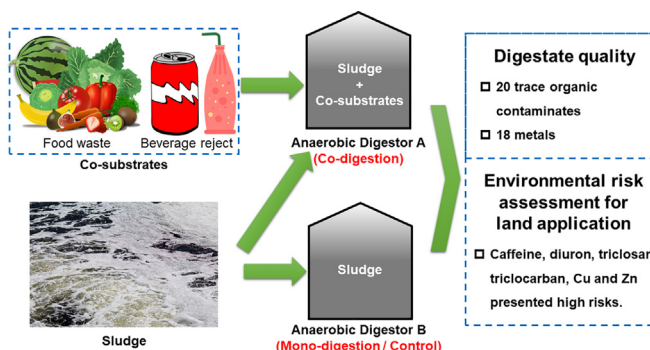 Food waste
Beverage reject
Co-substrates
Sludge
Sludge
+
Co-substrates
Anaerobic Digestor A
(Co-digestion)
Sludge
Anaerobic Digestor B
(Mono-digestion / Control)
Digestate quality
20 trace organic
contaminates
18 metals
Environmental risk
assessment for
land application
Caffeine, diuron, triclosan
triclocarban, Cu and Zn
presented high risks.